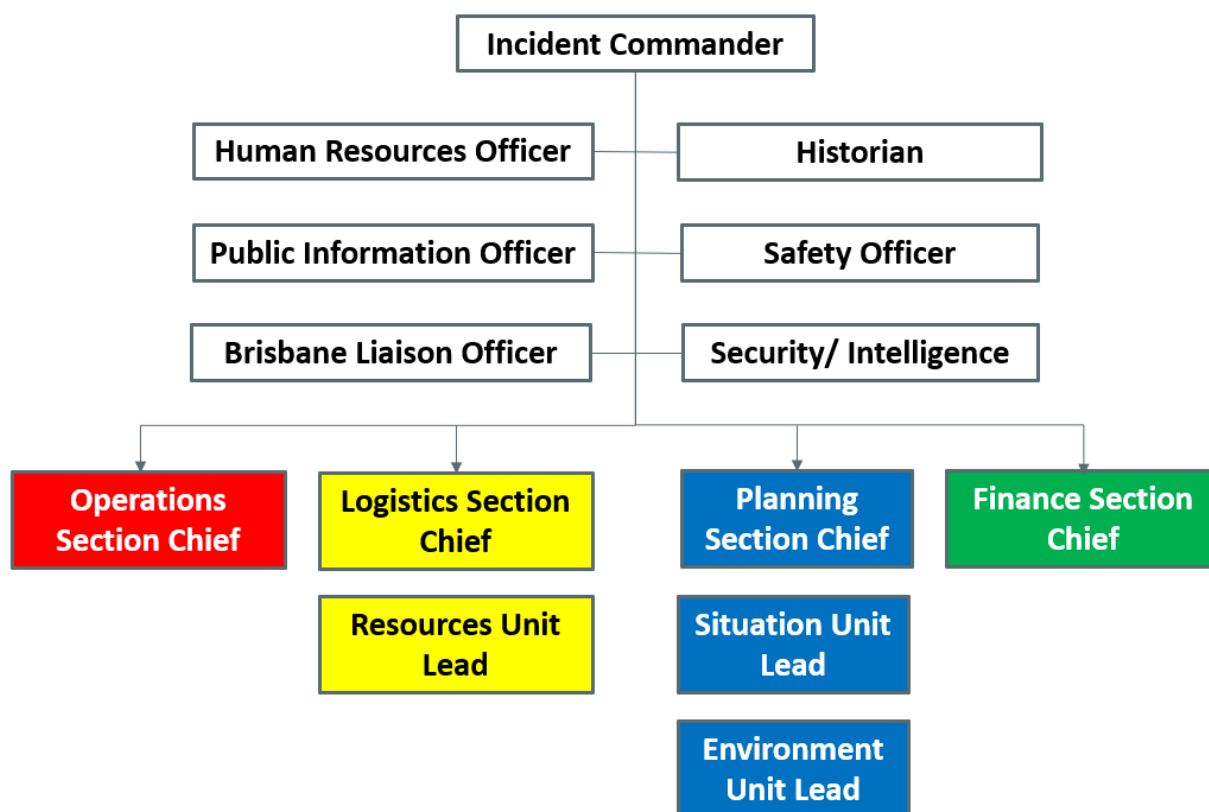 Incident Commander
Human Resources Officer
Historian
Public Information Officer
Safety Officer
Brisbane Liaison Officer
Security/ Intelligence
Operations
Section Chief
Logistics Section
Chief
Planning
Section Chief
Finance Section
Chief
Resources Unit
Lead
Situation Unit
Lead
Environment
Unit Lead